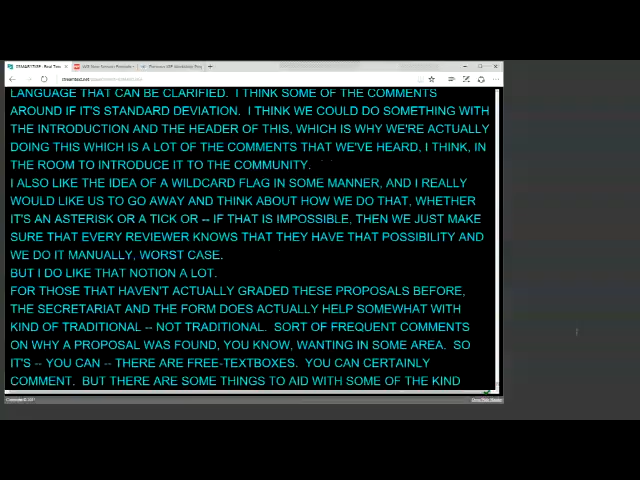 LANGUAGE THAT CAN BE CLARIFIED. I THINK SOME OF THE COMMENTS
AROUND IF IT'S STANDARD DEVIATION. I THINK WE COULD DO SOMETHING WITH
THE INTRODUCTION AND THE HEADER OF THIS, WHICH IS WHY WE'RE ACTUALLY
DOING THIS WHICH IS A LOT OF THE COMMENTS THAT WE'VE HEARD, I THINK, IN
THE ROOM TO INTRODUCE IT TO THE COMMUNITY.
I ALSO LIKE THE IDEA OF A WILDCARD FLAG IN SOME MANNER, AND I REALLY
WOULD LIKE US TO GO AWAY AND THINK ABOUT HOW WE DO THAT, WHETHER
IT'S AN ASTERISK OR A TICK OR -- IF THAT IS IMPOSSIBLE, THEN WE JUST MAKE
SURE THAT EVERY REVIEWER KNOWS THAT THEY HAVE THAT POSSIBILITY AND
WE DO IT MANUALLY, WORST CASE.
BUT I DO LIKE THAT NOTION A LOT.
FOR THOSE THAT HAVEN'T ACTUALLY GRADED THESE PROPOSALS BEFORE,
THE SECRETARIAT AND THE FORM DOES ACTUALLY HELP SOMEWHAT WITH
KIND OF TRADITIONAL -- NOT TRADITIONAL. SORT OF FREQUENT COMMENTS
ON WHY A PROPOSAL WAS FOUND, YOU KNOW, WANTING IN SOME AREA. SO
IT'S -- YOU CAN -- THERE ARE FREE-TEXTBOXES. YOU CAN CERTAINLY
COMMENT. BUT THERE ARE SOME THINGS TO AID WITH SOME OF THE KIND